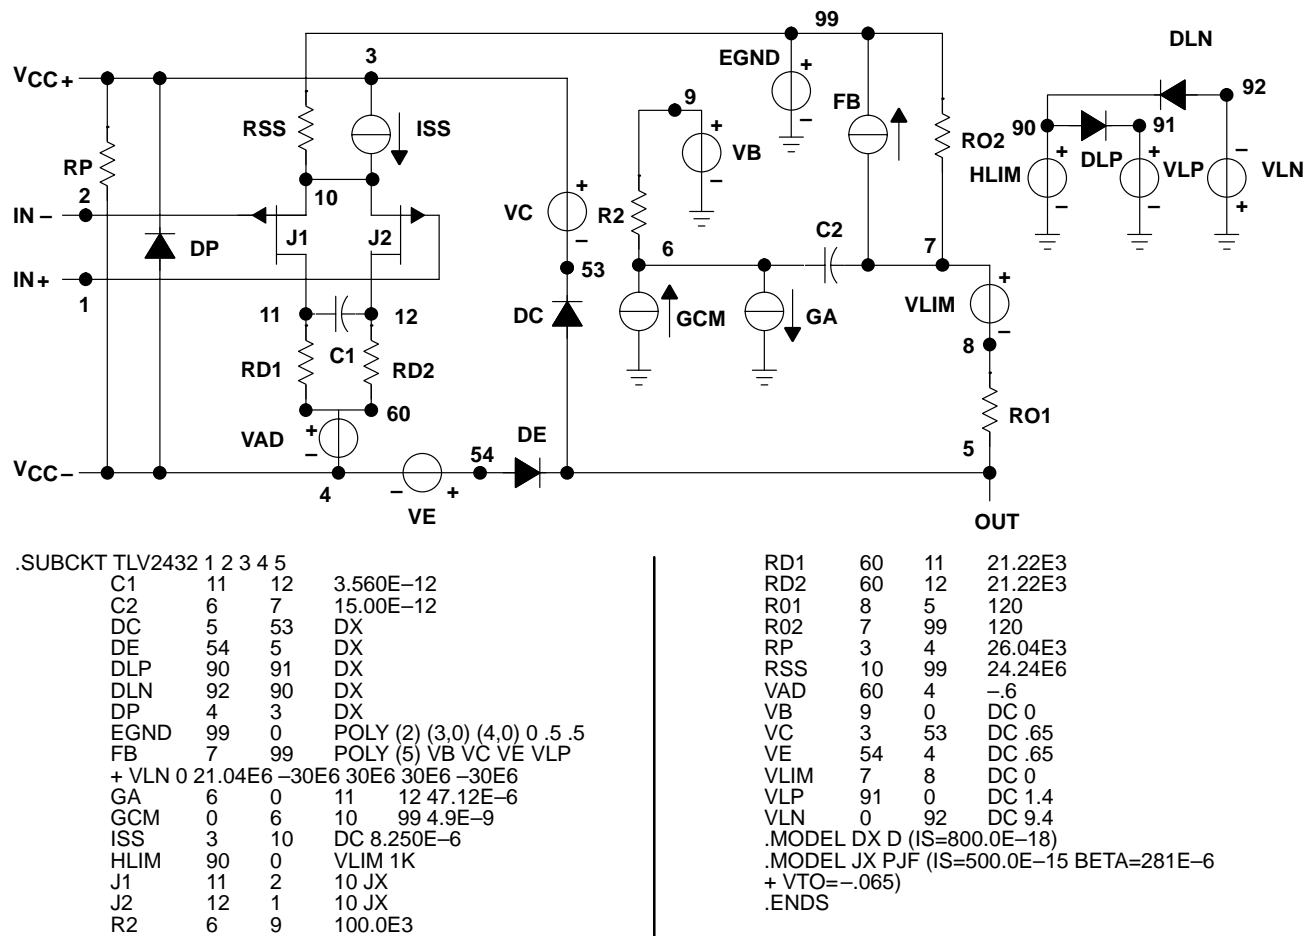 99
DLN
3
VCC+
EGND
+
–
9
FB
92
RSS
ISS
+
VB
–
RO2
90
91
DLP
RP
10
HLIM
+
–
+
VLP
–
–
VLN
+
2
IN –
VC
+
–
R2
C2
J1
J2
DP
6
7
IN+
1
53
GCM
GA
VLIM
+
–
11
12
DC
C1
8
RD1
RD2
RO1
60
VAD
+
–
DE
54
5
VCC–
4
–
+
VE
OUT
.SUBCKT TLV2432 1 2 3 4 5
C1 11 12 3.560E–12
C2 6 7 15.00E–12
DC 5 53 DX
DE 54 5 DX
DLP 90 91 DX
DLN 92 90 DX
DP 4 3 DX
EGND 99 0 POLY (2) (3,0) (4,0) 0 .5 .5
FB 7 99 POLY (5) VB VC VE VLP
+ VLN 0 21.04E6 –30E6 30E6 30E6 –30E6
GA 6 0 11 12 47.12E–6
GCM 0 6 10 99 4.9E–9
ISS 3 10 DC 8.250E–6
HLIM 90 0 VLIM 1K
J1 11 2 10 JX
J2 12 1 10 JX
R2 6 9 100.0E3
RD1 60 11 21.22E3
RD2 60 12 21.22E3
R01 8 5 120
R02 7 99 120
RP 3 4 26.04E3
RSS 10 99 24.24E6
VAD 60 4 –.6
VB 9 0 DC 0
VC 3 53 DC .65
VE 54 4 DC .65
VLIM 7 8 DC 0
VLP 91 0 DC 1.4
VLN 0 92 DC 9.4
.MODEL DX D (IS=800.0E–18)
.MODEL JX PJF (IS=500.0E–15 BETA=281E–6
+ VTO=–.065)
.ENDS